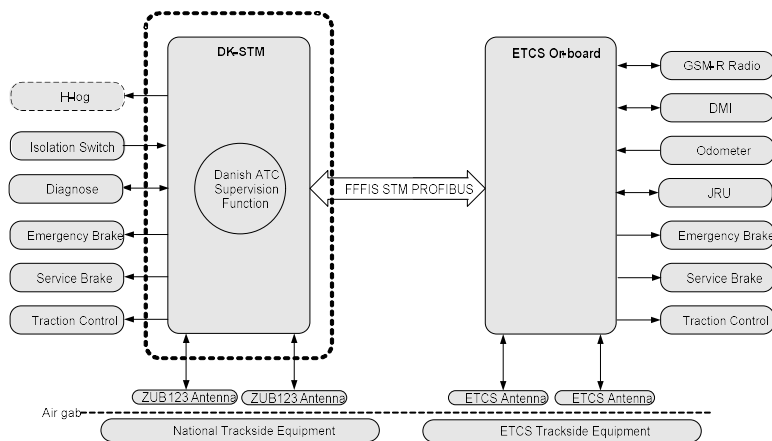 DK-STM
ETCS On-board
H-log
Isolation Switch
Diagnose
Emergency Brake
Service Brake
Traction Control
Danish ATC
Supervision
Function
FFFIS STM PROFIBUS
GSM-R Radio
DMI
Odometer
JRU
Emergency Brake
Service Brake
Traction Control
ZUB123 Antenna
ZUB123 Antenna
ETCS Antenna
ETCS Antenna
Air gab
National Trackside Equipment
ETCS Trackside Equipment